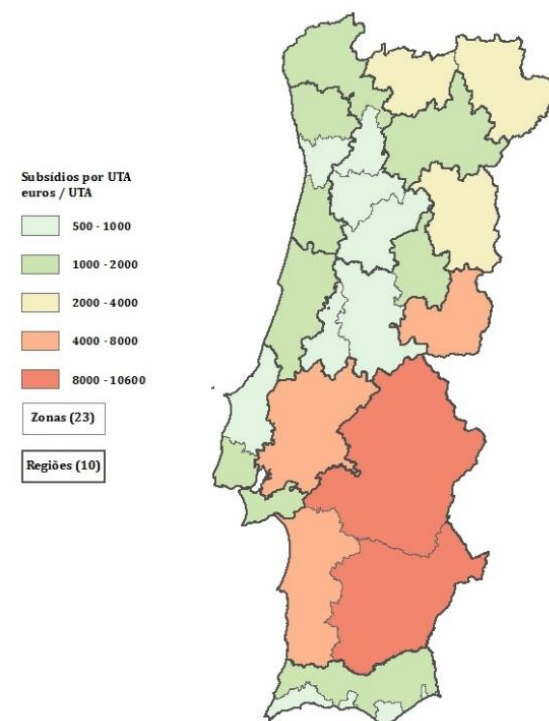 Subsídios por UTA
euros / UTA
500 - 1000
1000 - 2000
2000 - 4000
4000 - 8000
8000 - 10600
Zonas (23)
Regiões (10)